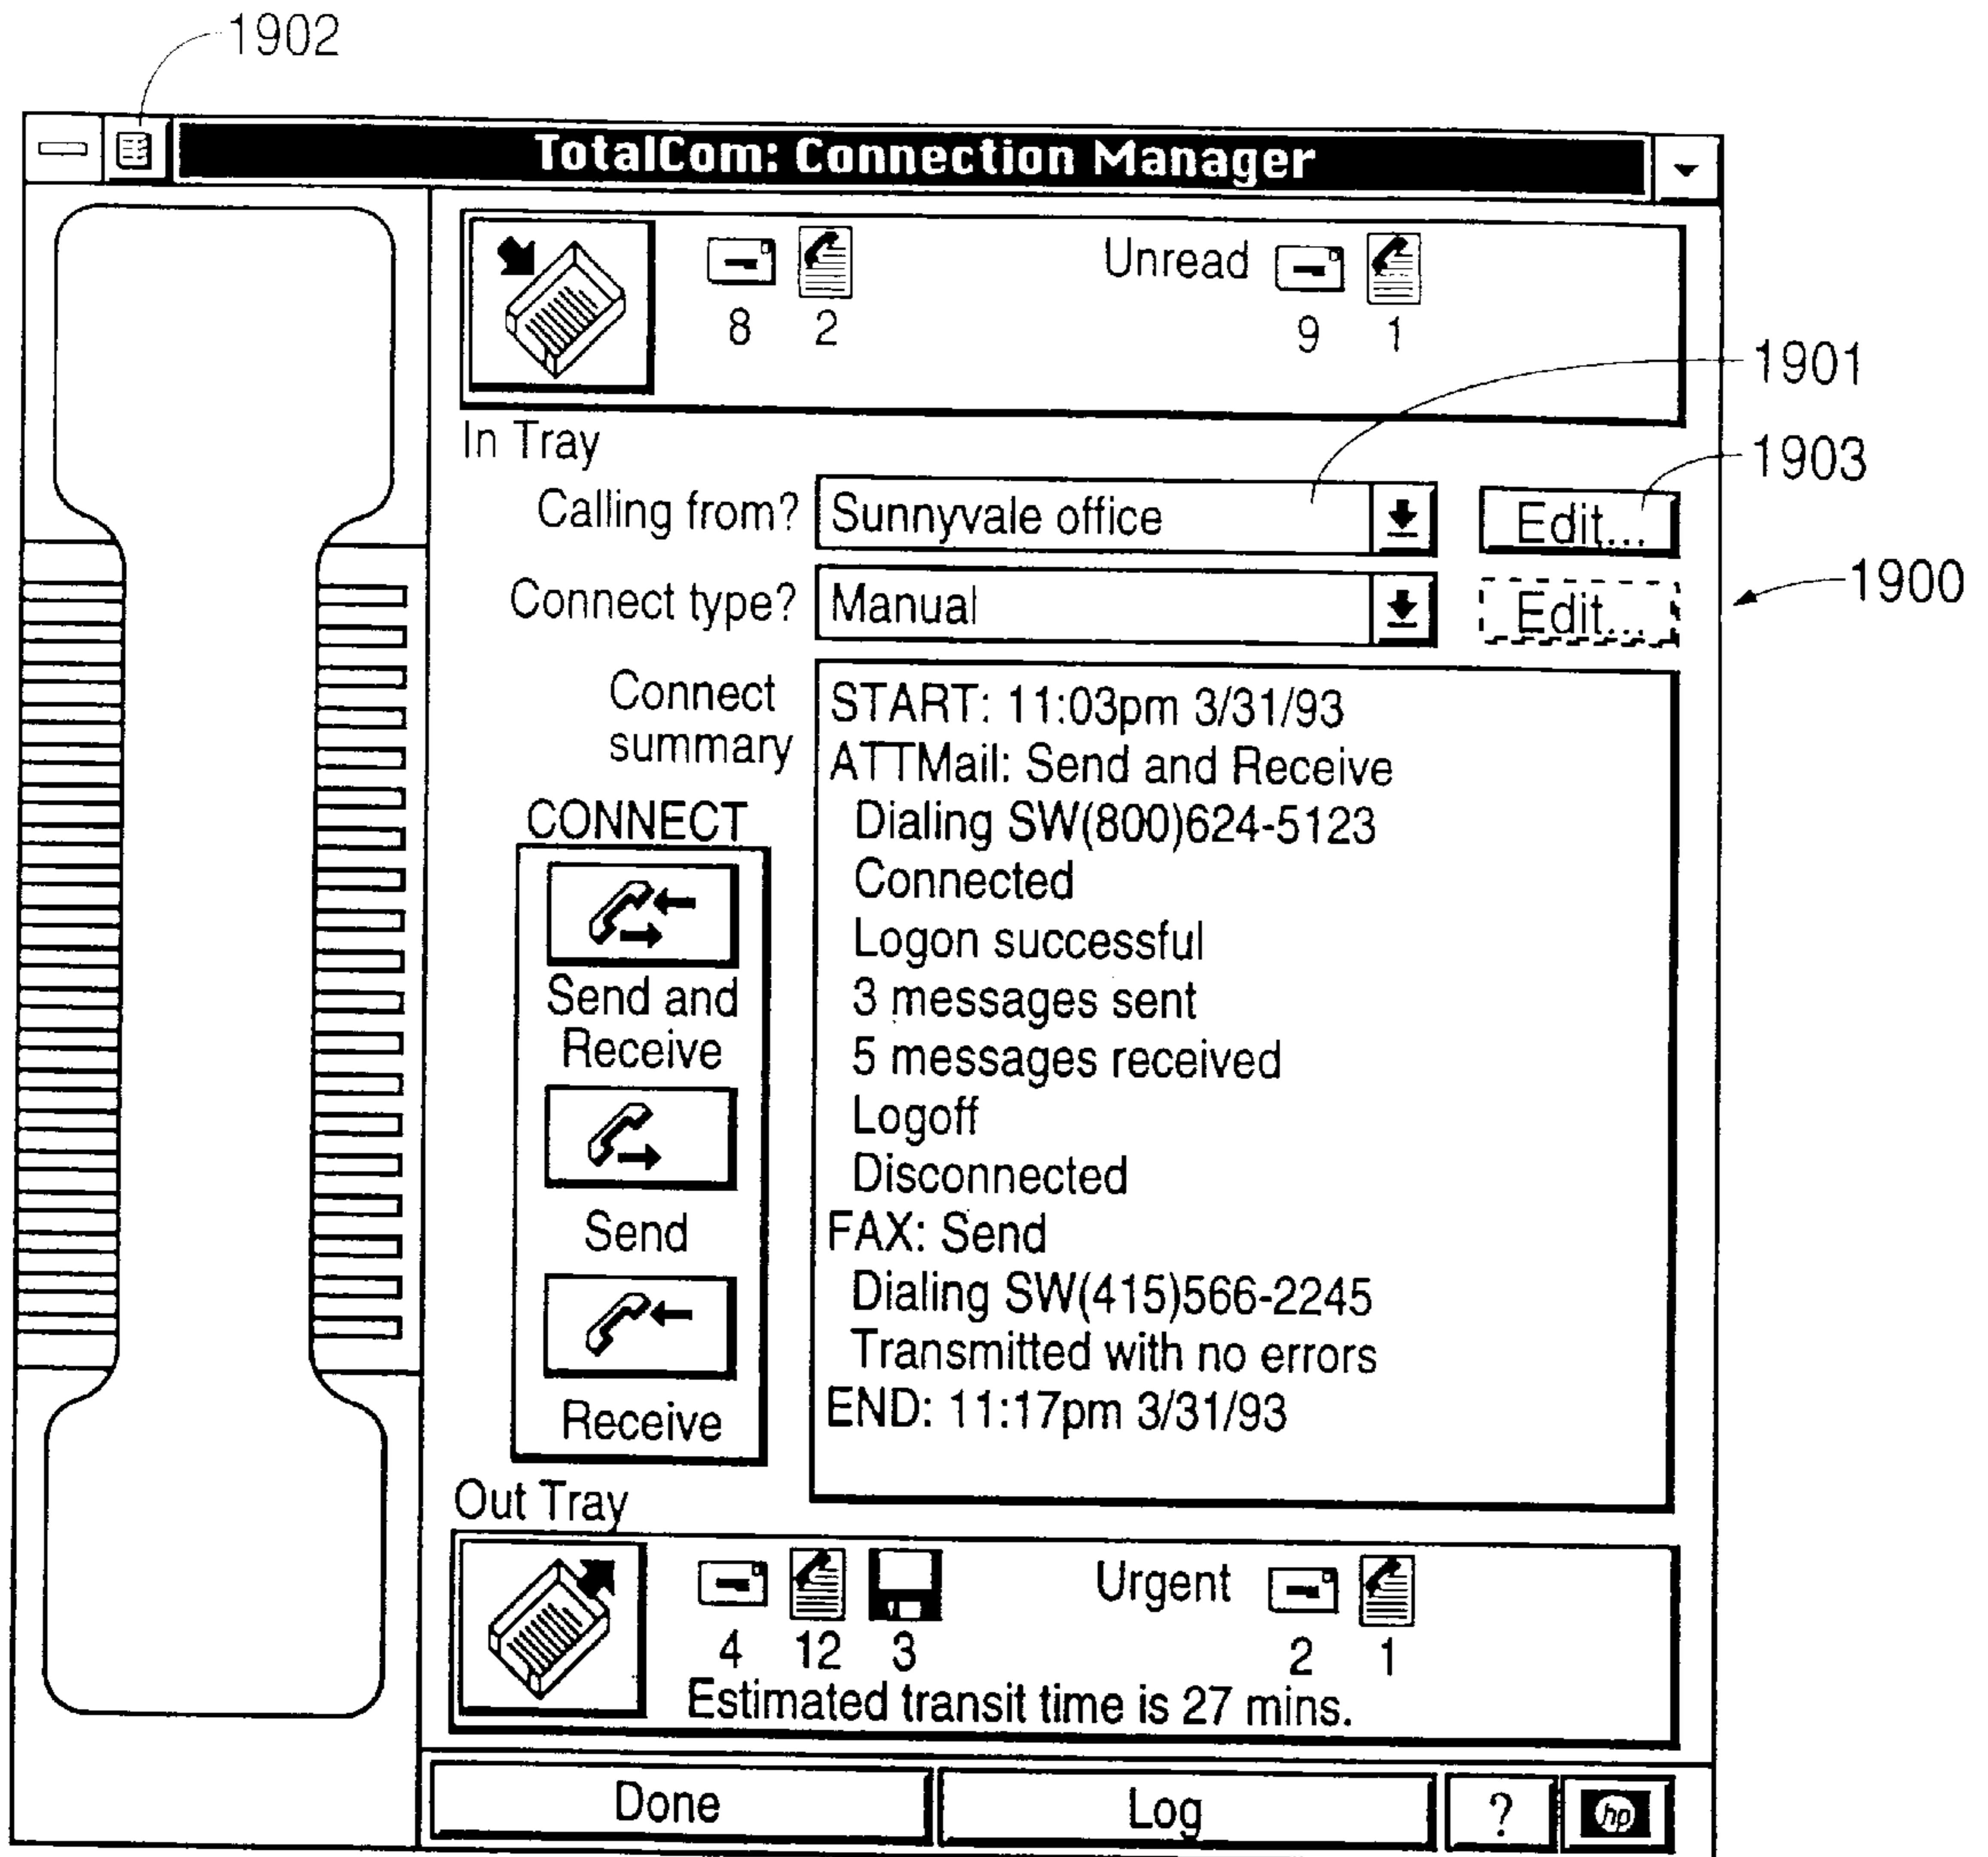 1902
TotalCom: Connection Manager
Unread
8 2
9 1
1901
In Tray
1903
Calling from? Sunnyvale office Edit...
1900
Connect type? Manual Edit...
Connect
summary
START: 11:03pm 3/31/93
ATTMail: Send and Receive
Dialing SW(800)624-5123
Connected
Logon successful
3 messages sent
5 messages received
Logoff
Disconnected
FAX: Send
Dialing SW(415)566-2245
Transmitted with no errors
END: 11:17pm 3/31/93
CONNECT
Send and
Receive
Send
Receive
Out Tray
Urgent
4 12 3
2 1
Estimated transit time is 27 mins.
Done Log ? hp